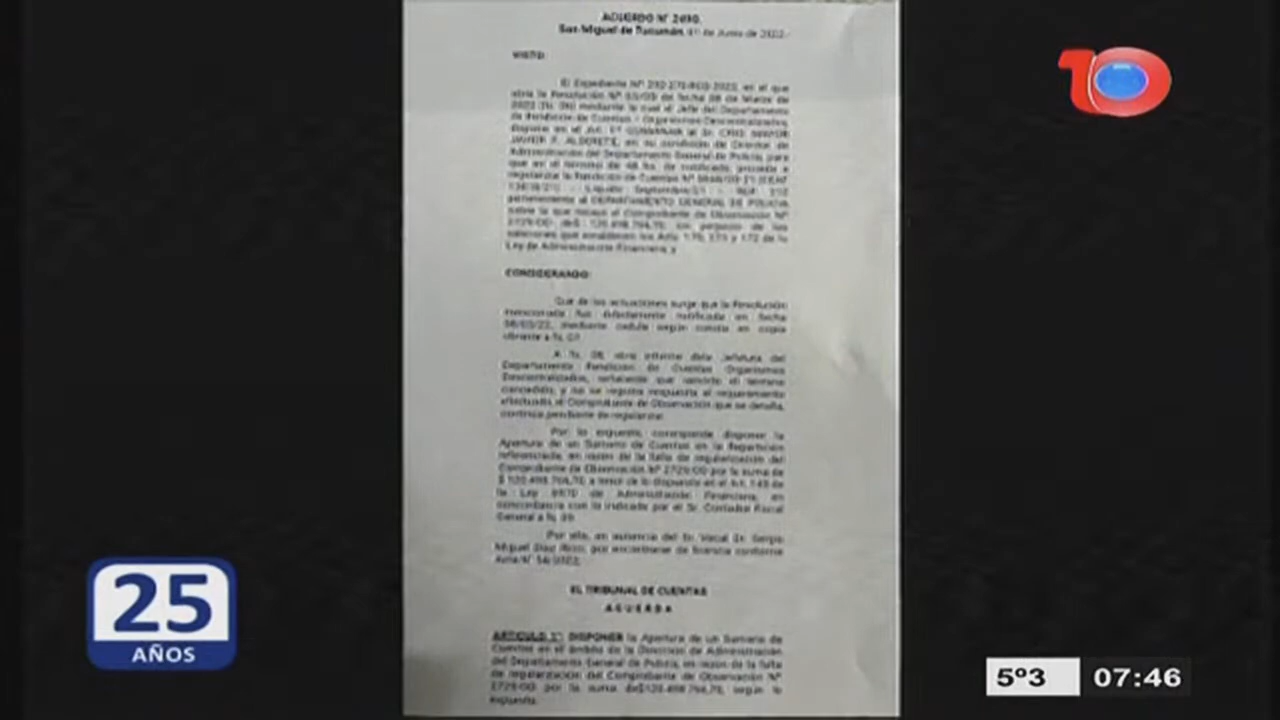 ACUERDO N° 2490.
San Miguel de Tucumán, 01 de Junio de 2022.-
VISTO:
El Expediente N° 292-270-RCO-2022, en el que
obra la Resolución N° de fecha 08 de Marzo de
2022 mediante la cual el Jefe del Departamento
de Rendición de Cuentas - Organismos Descentralizados,
dispone en el Art. 1° CONMINAR al Sr. CRIO. MAYOR
JAVIER F. ALDERETE, en su condición de Director de
Administración del Departamento General de Policía, para
que en el término de 48 hs. de notificado, proceda a
regularizar la Rendición de Cuentas N°
Liquido Septiembre/21 -
perteneciente al DEPARTAMENTO GENERAL DE POLICIA
sobre la que recayó el Comprobante de Observación N°
2729-OD- de$ 120.498.764,70, sin perjuicio de las
sanciones que establecen los Arts. 170, 171 y 172 de la
Ley de Administración Financiera; y
CONSIDERANDO:
Que de las actuaciones surge que la Resolución
mencionada fue debidamente notificada en fecha
08/03/22, mediante cédula según consta en copia
obrante a fs. 07.
A fs. 08, obra informe de la Jefatura del
Departamento Rendición de Cuentas Organismos
Descentralizados, señalando que vencido el término
concedido, y no se registra respuesta al requerimiento
efectuado, el Comprobante de Observación que se detalla,
continúa pendiente de regularizar.
Por lo expuesto, corresponde disponer la
Apertura de un Sumario de Cuentas en la Repartición
referenciada, en razón de la falta de regularización del
Comprobante de Observación N° 2729-OD por la suma de
$ 120.498.764,70, a tenor de lo dispuesto en el Art. 148 de
la Ley 6970 de Administración Financiera, en
concordancia con lo indicado por el Sr. Contador Fiscal
General a fs. 09.
Por ello, en ausencia del Sr. Vocal Dr. Sergio
Miguel Díaz Ricci, por encontrarse de licencia conforme
Acta N° 54/2022;
EL TRIBUNAL DE CUENTAS
A C U E R D A
ARTICULO 1°: DISPONER la Apertura de un Sumario de
Cuentas en el ámbito de la Dirección de Administración
del Departamento General de Policía, en razón de la falta
de regularización del Comprobante de Observación N°
2729-OD por la suma de$120.498.764,70, según lo
expuesto.
10
25
AÑOS
5º3
07:46